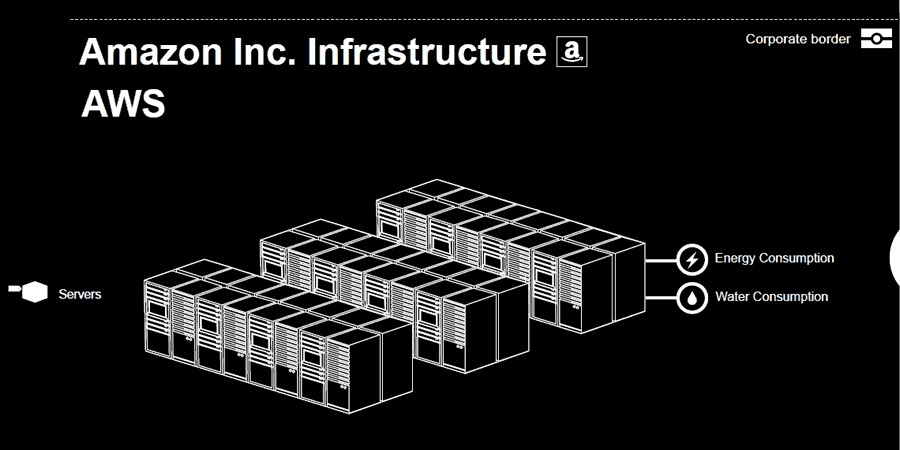 Corporate border
Amazon Inc. Infrastructure a
AWS
Energy Consumption
Water Consumption
Servers